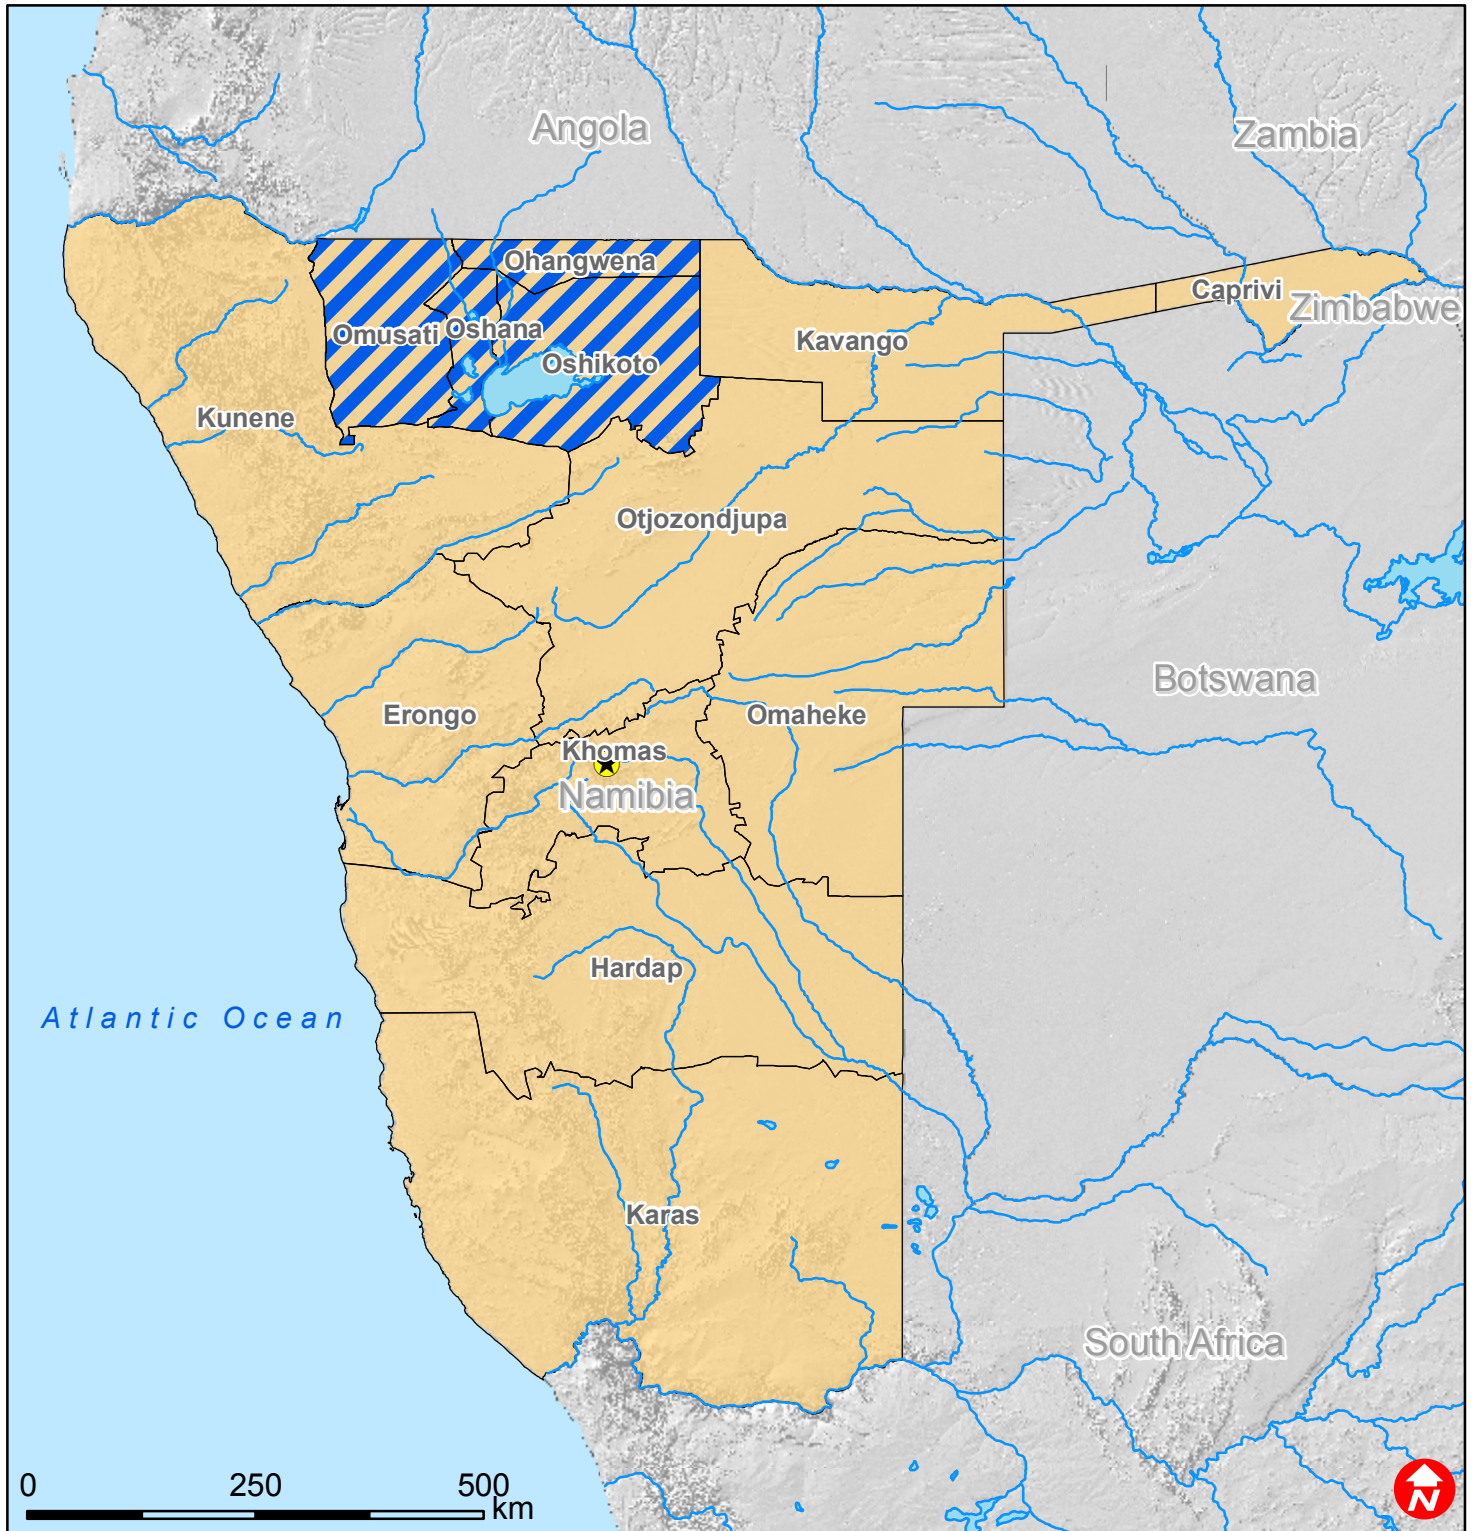 Angola
Zambia
Ohangwena
Caprivi
Zimbabwe
Omusati
Oshana
Kavango
Oshikoto
Kunene
Otjozondjupa
Botswana
Erongo
Omaheke
Khomas
Namibia
Hardap
Atlantic Ocean
Karas
South Africa
0 250 500 km
N